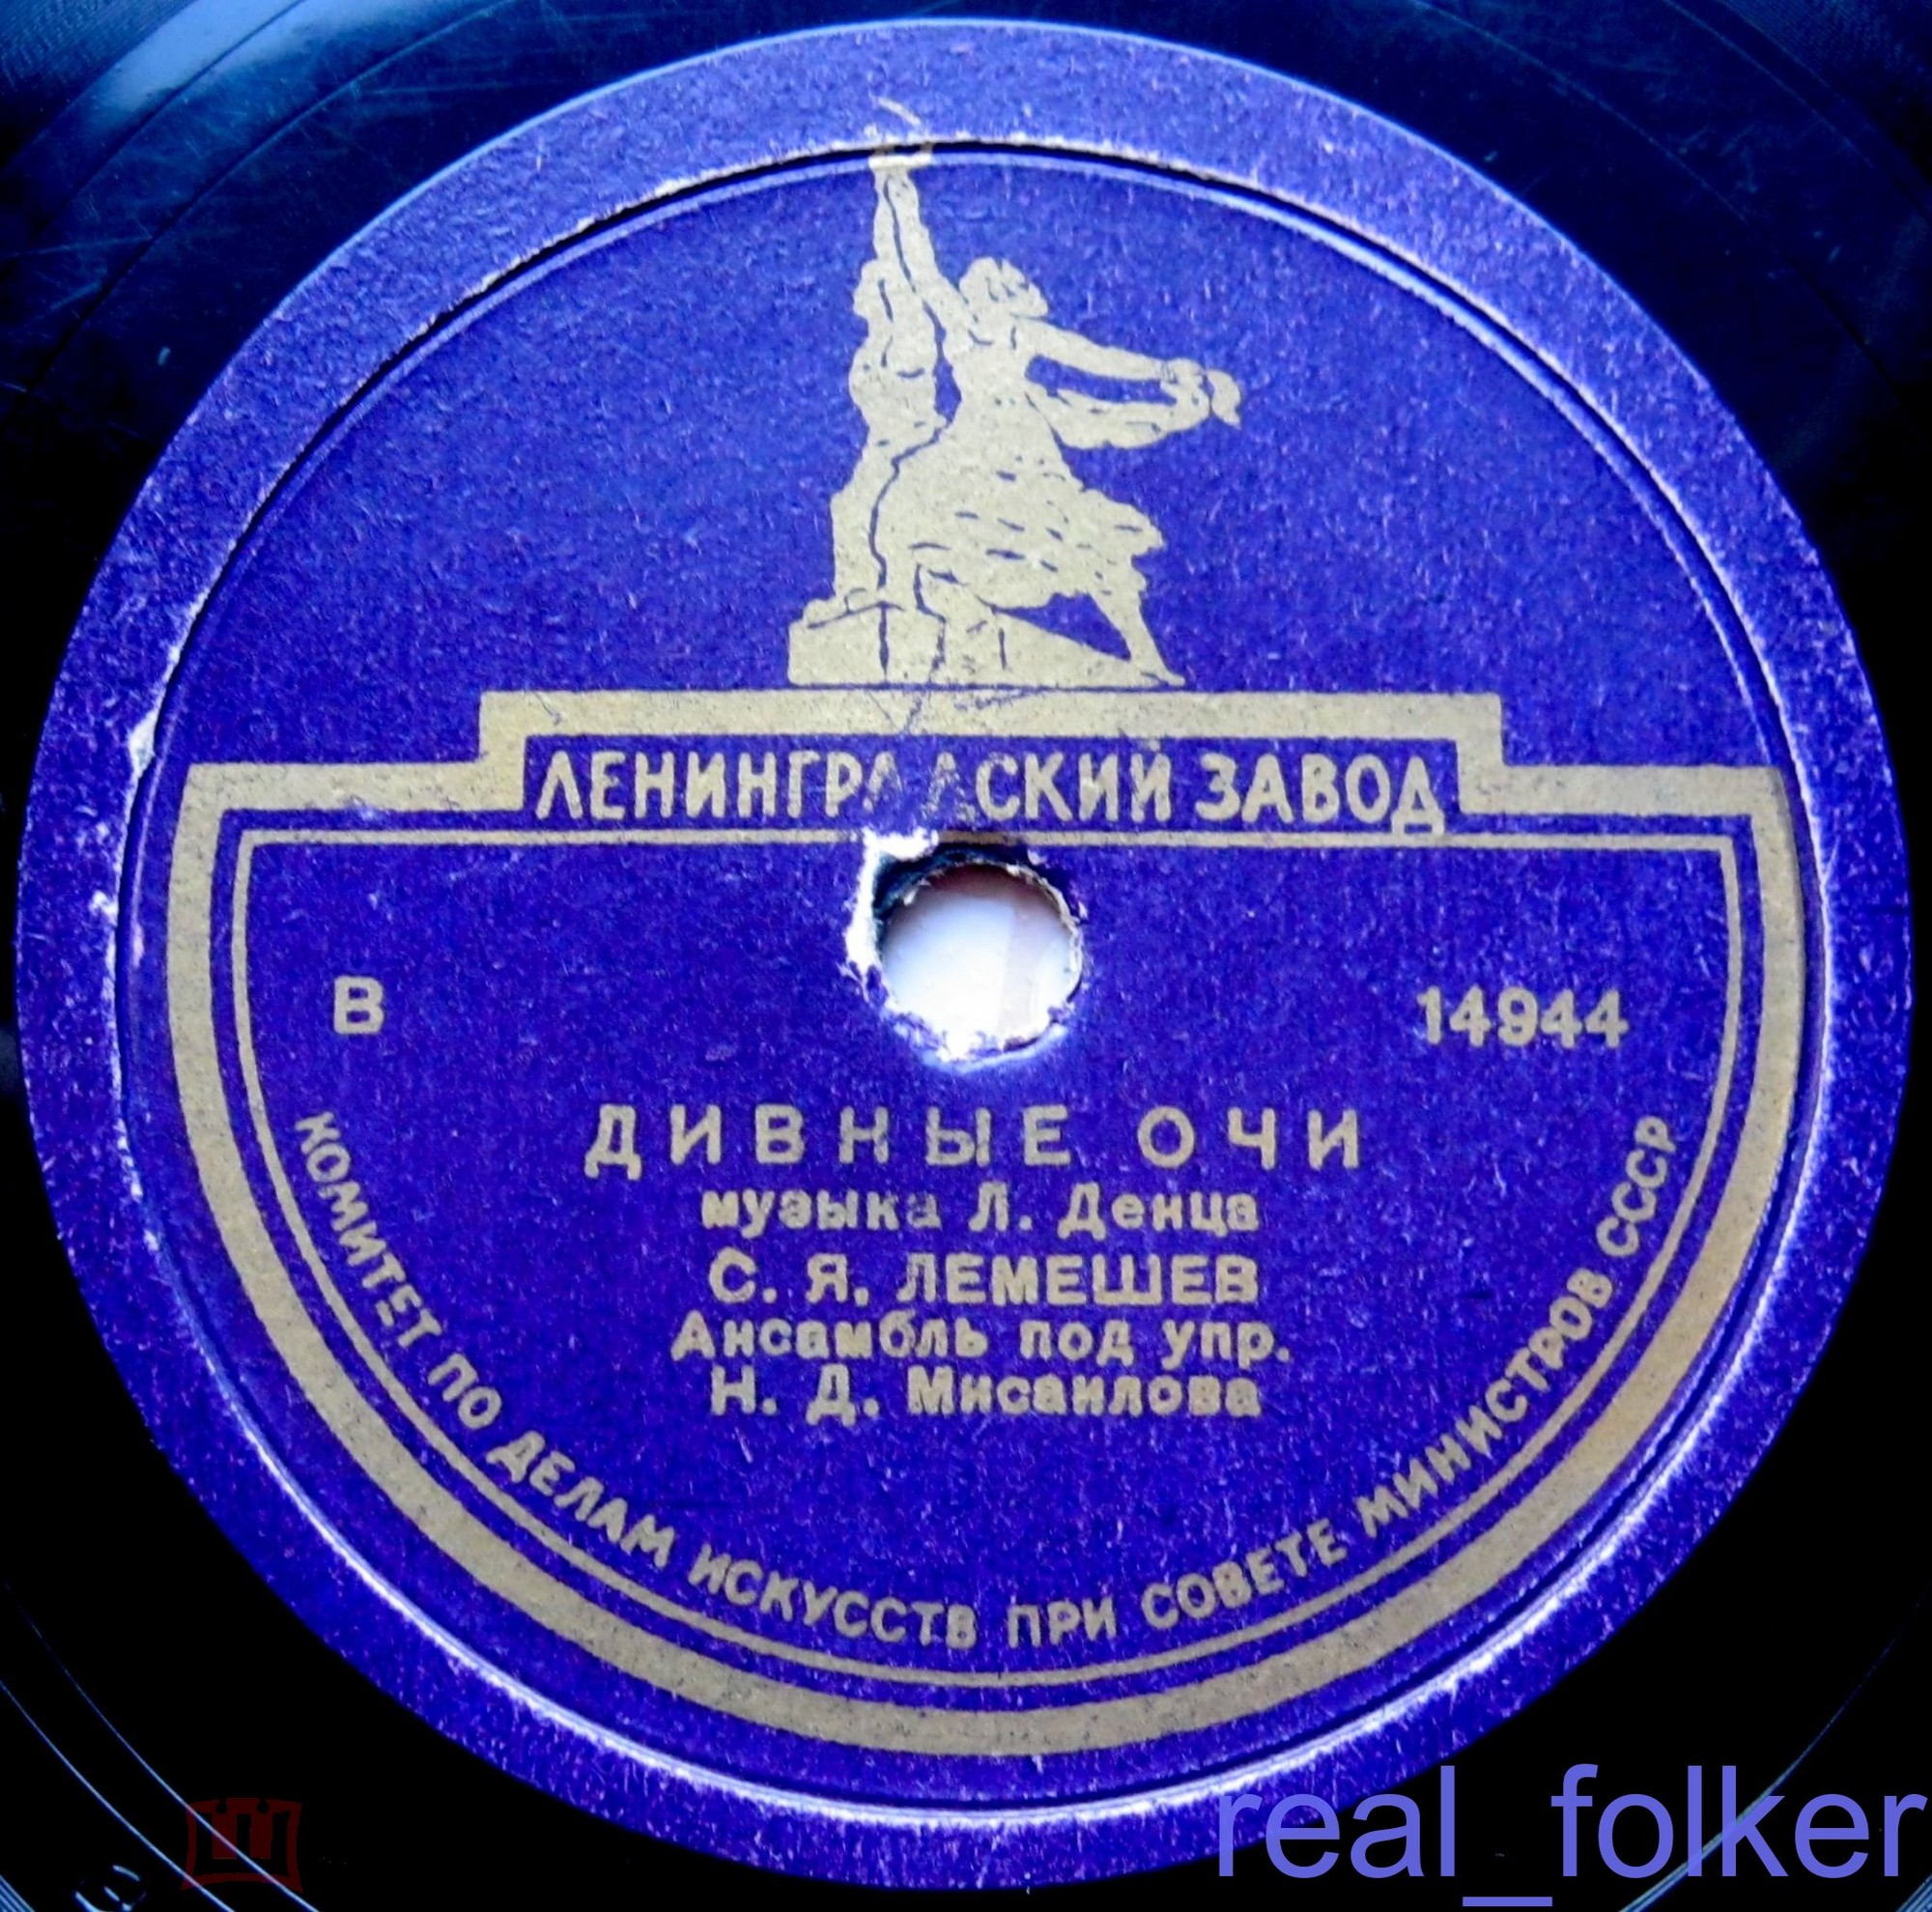 ЛЕНИНГРАДСКИЙ ЗАВОД
В
14944
ДИВНЫЕ ОЧИ
музыка Л. Денца
С. Я. ЛЕМЕШЕВ
Ансамбль под упр.
Н. Д. Мисаилова
КОМИТЕТ ПО ДЕЛАМ ИСКУССТВ ПРИ СОВЕТЕ МИНИСТРОВ СССР
real_folker